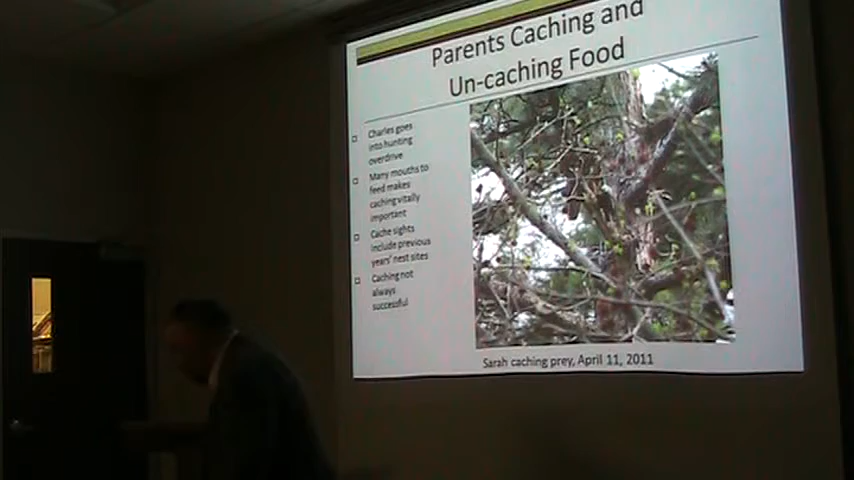 Parents Caching and
Un-caching Food
Charles goes
into hunting
overdrive
Many mouths to
feed makes
caching vitally
important
Cache sights
include previous
years' nest sites
Caching not
always
successful
Sarah caching prey, April 11, 2011